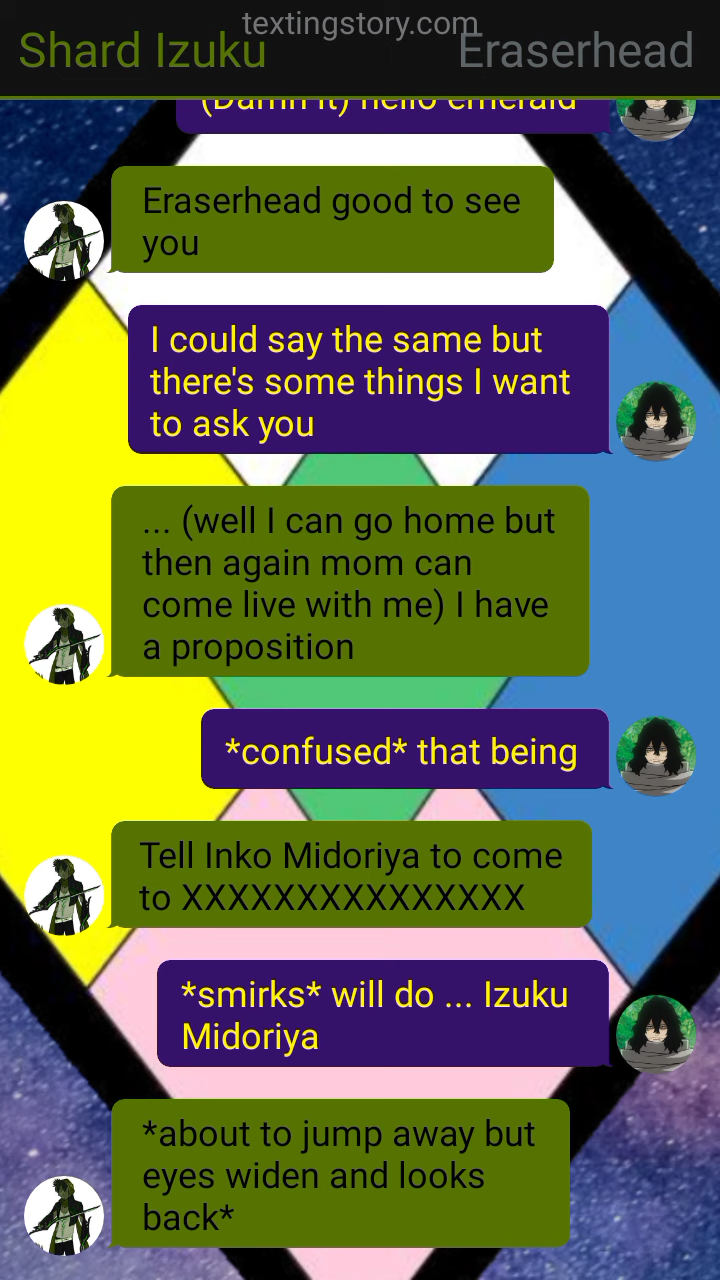 textingstory.com
Shard Izuku
Eraserhead
(Damn it) hello emerald
Eraserhead good to see
you
I could say the same but
there's some things I want
to ask you
... (well I can go home but
then again mom can
come live with me) I have
a proposition
*confused* that being
Tell Inko Midoriya to come
to XXXXXXXXXXXXXXX
*smirks* will do ... Izuku
Midoriya
*about to jump away but
eyes widen and looks
back*